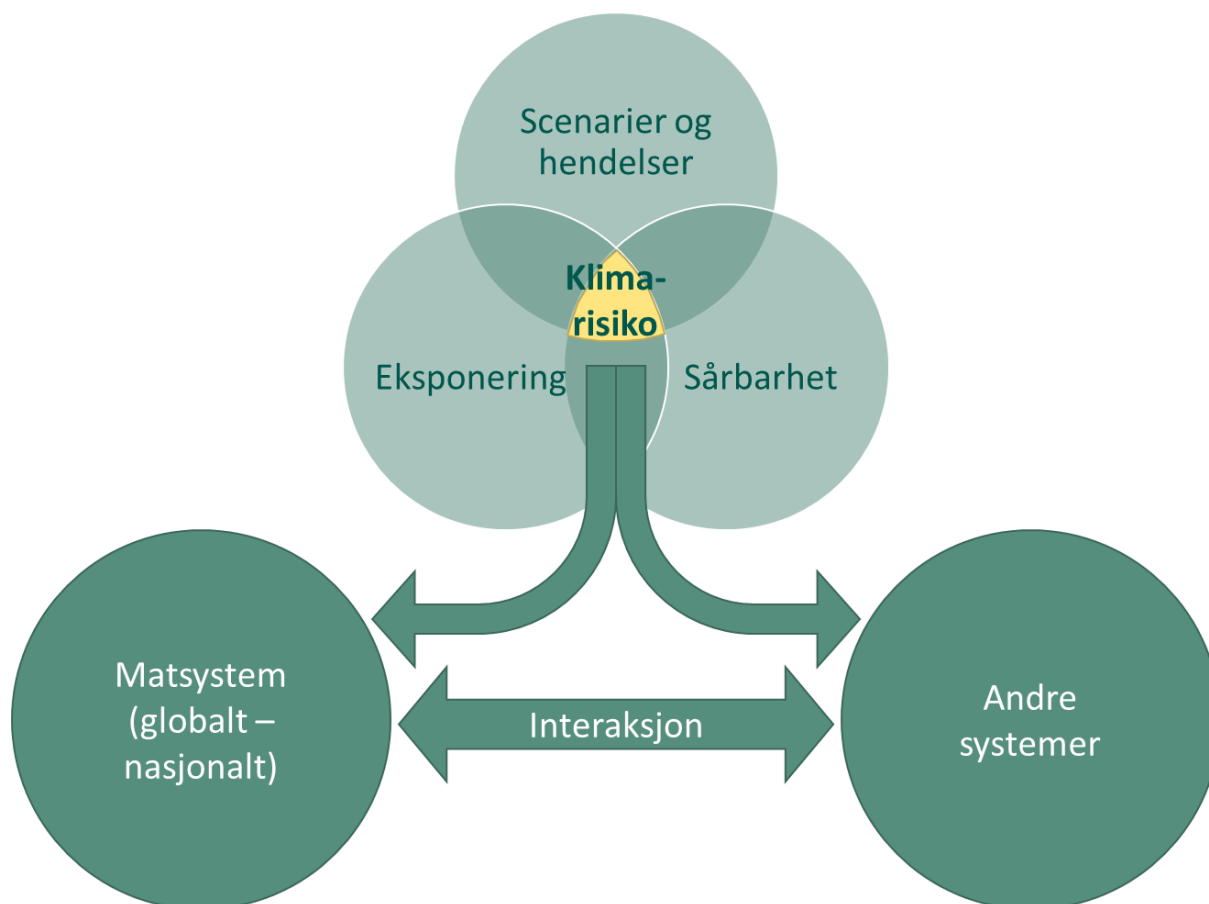 Scenarier og
hendelser
Klima-
risiko
Eksponering
Sårbarhet
Matsystem
(globalt –
nasjonalt)
Interaksjon
Andre
systemer